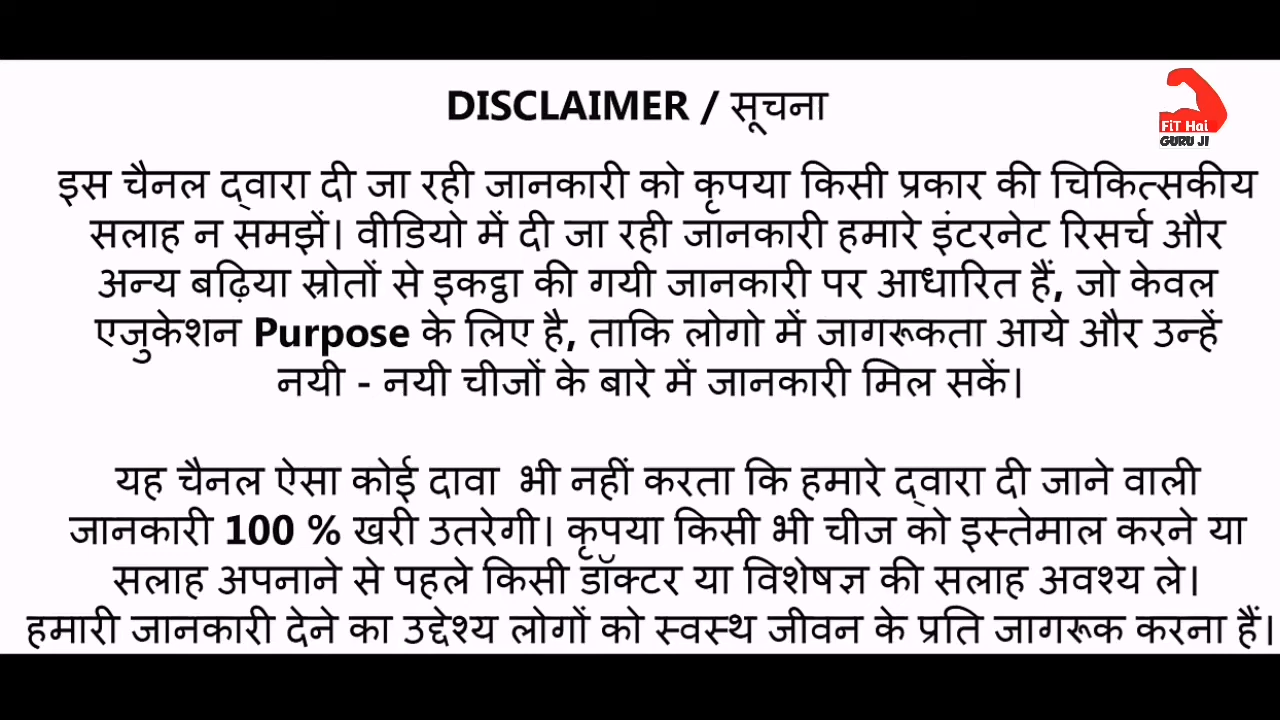 DISCLAIMER / सूचना
FiT Hai
GURU JI
इस चैनल द्वारा दी जा रही जानकारी को कृपया किसी प्रकार की चिकित्सकीय
सलाह न समझें। वीडियो में दी जा रही जानकारी हमारे इंटरनेट रिसर्च और
अन्य बढ़िया स्रोतों से इकट्ठा की गयी जानकारी पर आधारित हैं, जो केवल
एजुकेशन Purpose के लिए है, ताकि लोगो में जागरूकता आये और उन्हें
नयी - नयी चीजों के बारे में जानकारी मिल सकें।
यह चैनल ऐसा कोई दावा भी नहीं करता कि हमारे द्वारा दी जाने वाली
जानकारी 100 % खरी उतरेगी। कृपया किसी भी चीज को इस्तेमाल करने या
सलाह अपनाने से पहले किसी डॉक्टर या विशेषज्ञ की सलाह अवश्य ले।
हमारी जानकारी देने का उद्देश्य लोगों को स्वस्थ जीवन के प्रति जागरूक करना हैं।